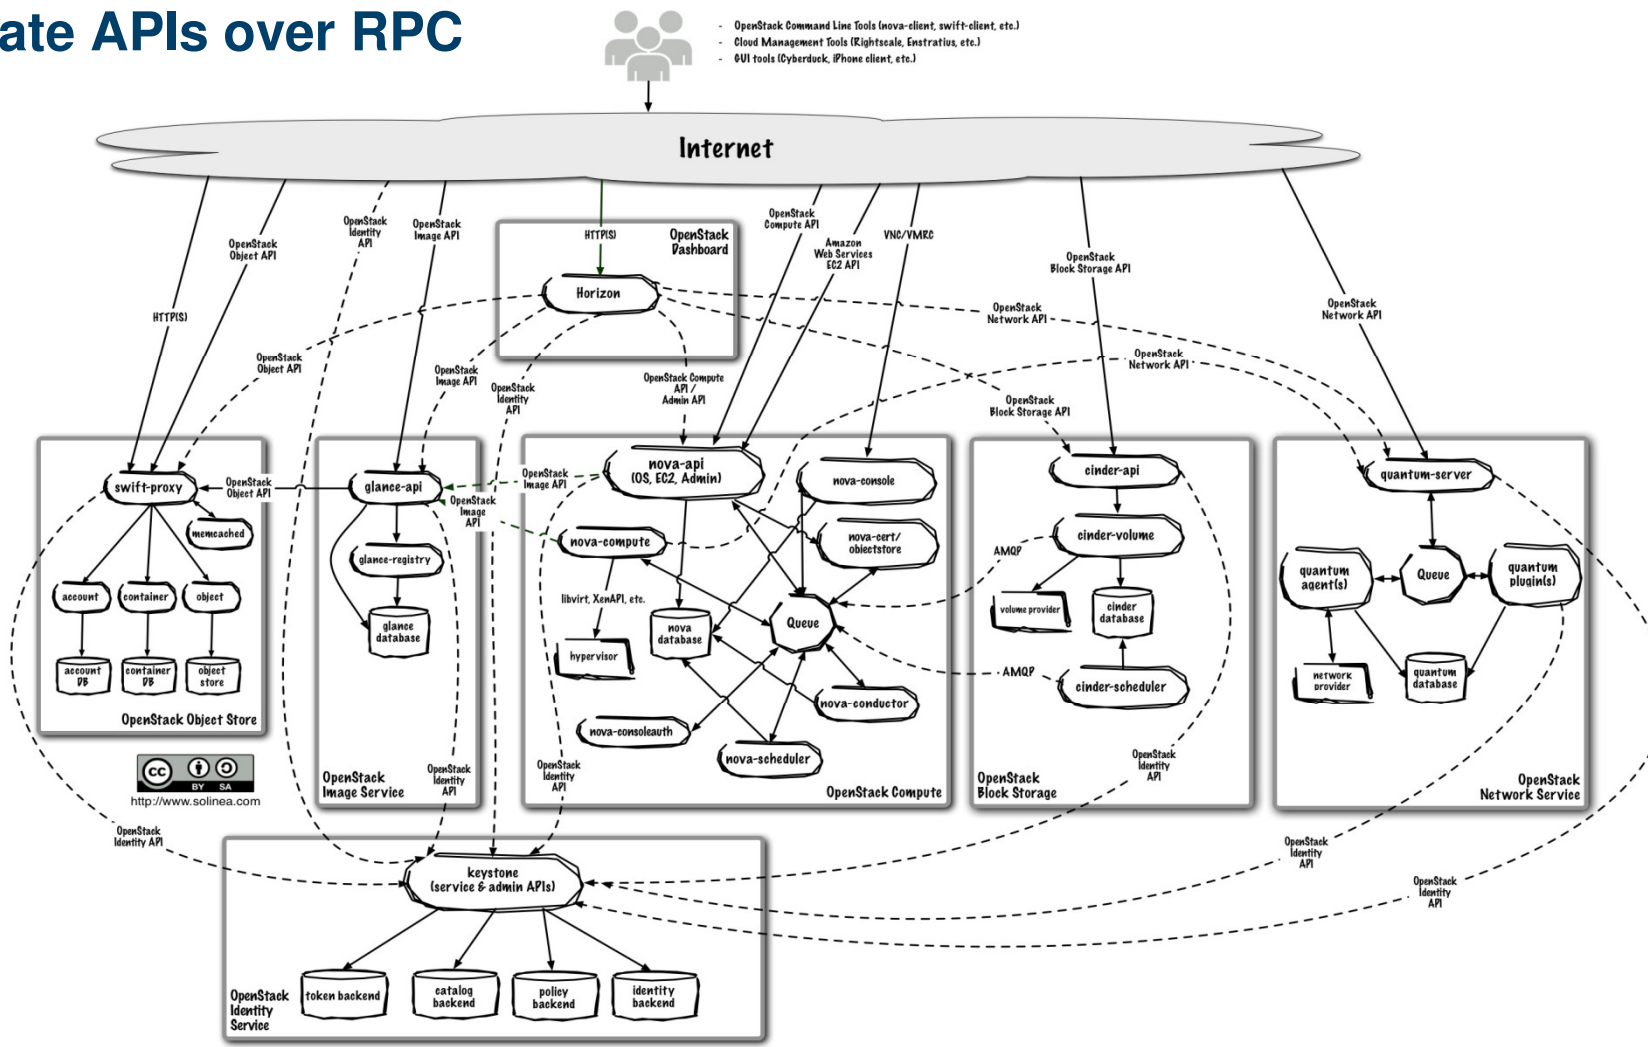 ate APIs over RPC
- OpenStack Command Line Tools (nova-client, swift-client, etc.)
- Cloud Management Tools (Rightscale, Enstratius, etc.)
- GUI tools (Cyberduck, iPhone client, etc.)
Internet
HTTP(S)
OpenStack
Object API
OpenStack
Identity
API
OpenStack
Image API
HTTP(S)
OpenStack
Dashboard
Horizon
OpenStack
Compute API
Amazon
Web Services
EC2 API
VNC/VMRC
OpenStack
Block Storage API
OpenStack
Network API
OpenStack
Network API
OpenStack
Network API
OpenStack
Object API
OpenStack
Image API
OpenStack
Identity
API
OpenStack Compute
API /
Admin API
OpenStack
Block Storage API
swift-proxy
OpenStack
Object API
memcached
account
container
object
account
DB
container
DB
object
store
OpenStack Object Store
glance-api
OpenStack
Image API
OpenStack
Image
API
glance-registry
glance
database
OpenStack
Image Service
OpenStack
Identity
API
nova-api
(OS, EC2, Admin)
nova-console
nova-compute
nova-cert/
objectstore
libvirt, XenAPI, etc.
hypervisor
nova
database
Queue
nova-conductor
nova-consoleauth
nova-scheduler
OpenStack
Identity
API
OpenStack Compute
cinder-api
cinder-volume
AMQP
volume provider
cinder
database
AMQP
cinder-scheduler
OpenStack
Identity
API
OpenStack
Block Storage
quantum-server
quantum
agent(s)
Queue
quantum
plugin(s)
network
provider
quantum
database
OpenStack
Network Service
CC
BY SA
http://www.solinea.com
OpenStack
Identity API
OpenStack
Identity
API
OpenStack
Identity
API
keystone
(service & admin APIs)
token backend
catalog
backend
policy
backend
identity
backend
OpenStack
Identity
Service